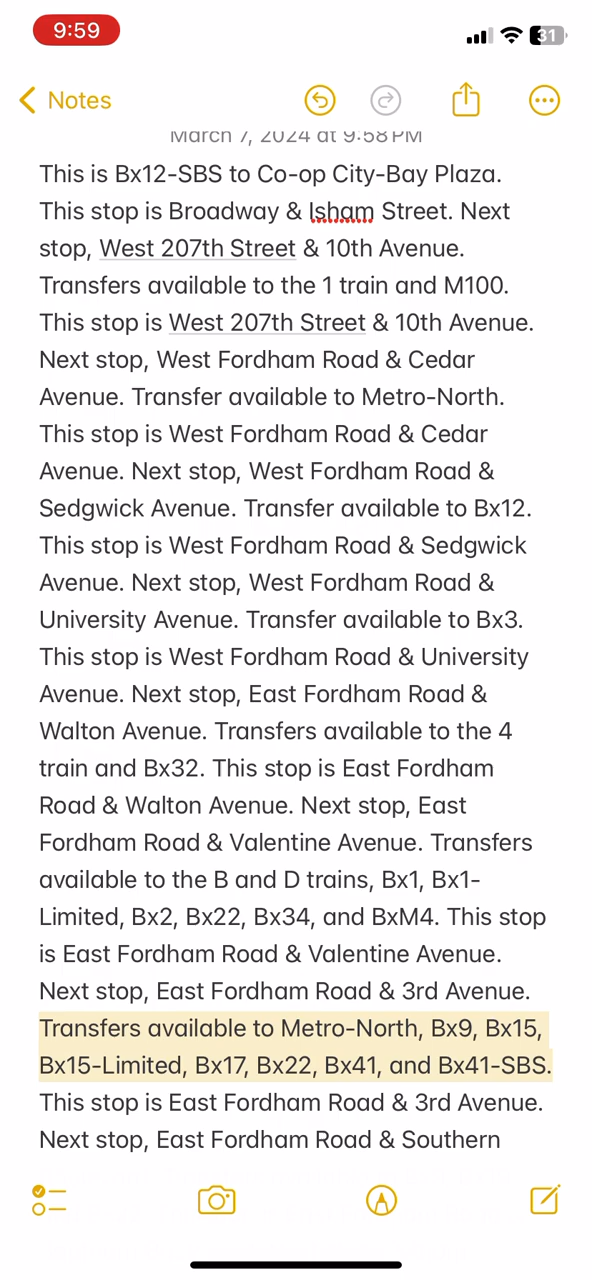 9:59
31
Notes
March 7, 2024 at 9:58 PM
This is Bx12-SBS to Co-op City-Bay Plaza.
This stop is Broadway & Isham Street. Next
stop, West 207th Street & 10th Avenue.
Transfers available to the 1 train and M100.
This stop is West 207th Street & 10th Avenue.
Next stop, West Fordham Road & Cedar
Avenue. Transfer available to Metro-North.
This stop is West Fordham Road & Cedar
Avenue. Next stop, West Fordham Road &
Sedgwick Avenue. Transfer available to Bx12.
This stop is West Fordham Road & Sedgwick
Avenue. Next stop, West Fordham Road &
University Avenue. Transfer available to Bx3.
This stop is West Fordham Road & University
Avenue. Next stop, East Fordham Road &
Walton Avenue. Transfers available to the 4
train and Bx32. This stop is East Fordham
Road & Walton Avenue. Next stop, East
Fordham Road & Valentine Avenue. Transfers
available to the B and D trains, Bx1, Bx1-
Limited, Bx2, Bx22, Bx34, and BxM4. This stop
is East Fordham Road & Valentine Avenue.
Next stop, East Fordham Road & 3rd Avenue.
Transfers available to Metro-North, Bx9, Bx15,
Bx15-Limited, Bx17, Bx22, Bx41, and Bx41-SBS.
This stop is East Fordham Road & 3rd Avenue.
Next stop, East Fordham Road & Southern